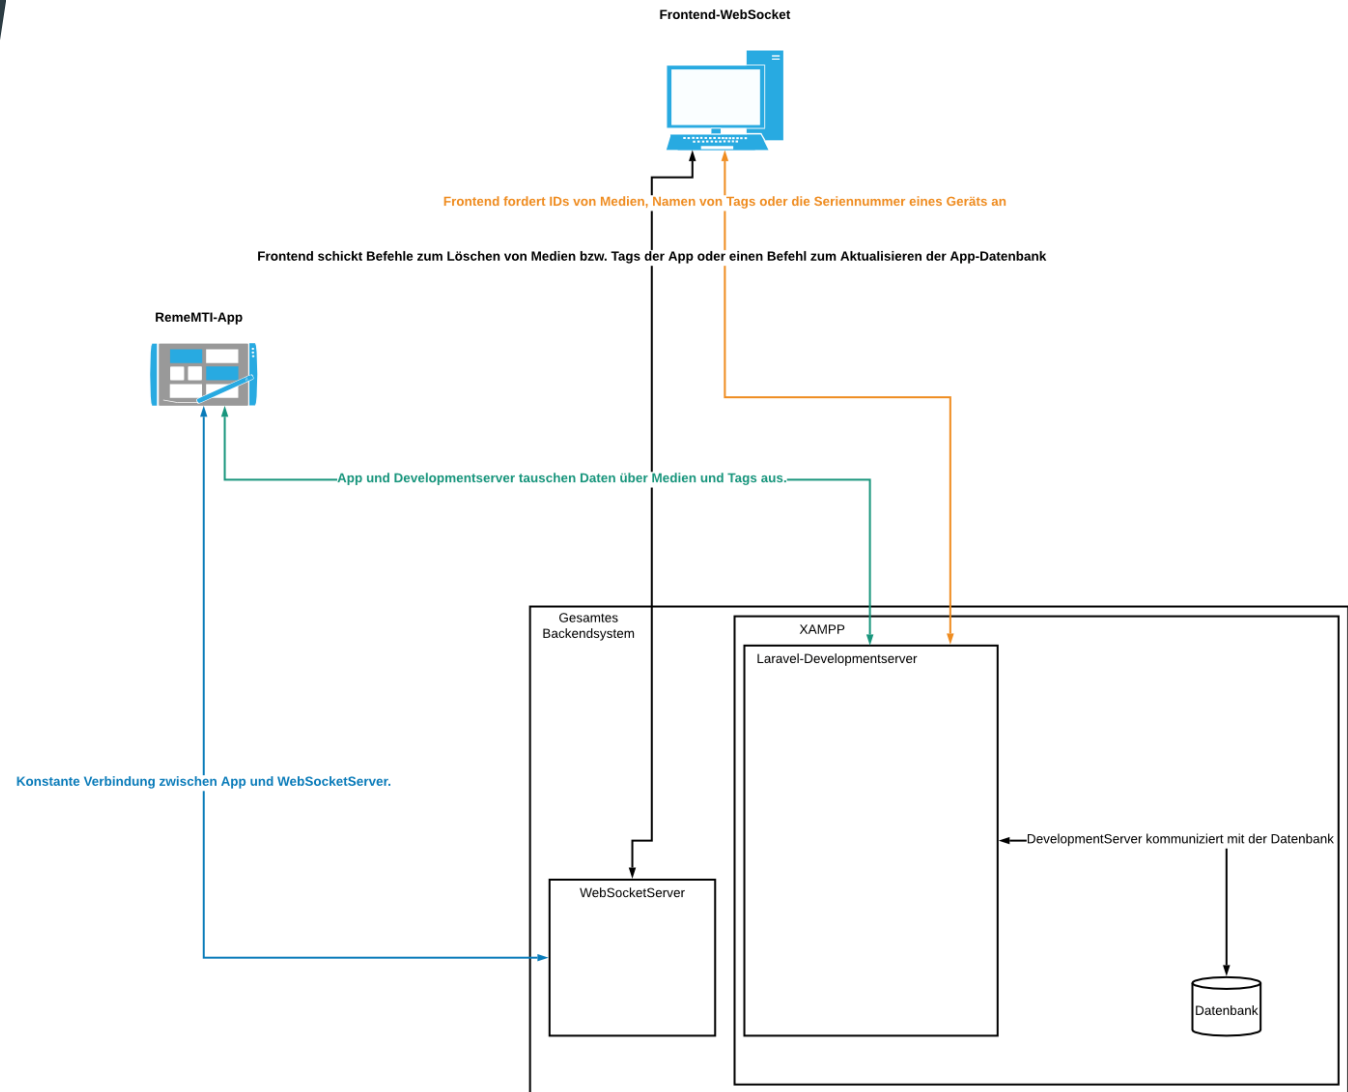 Frontend-WebSocket
Frontend fordert IDs von Medien, Namen von Tags oder die Seriennummer eines Geräts an
Frontend schickt Befehle zum Löschen von Medien bzw. Tags der App oder einen Befehl zum Aktualisieren der App-Datenbank
RemeMTI-App
App und Developmentserver tauschen Daten über Medien und Tags aus.
Gesamtes
Backendsystem
XAMPP
Laravel-Developmentserver
Konstante Verbindung zwischen App und WebSocketServer.
DevelopmentServer kommuniziert mit der Datenbank
WebSocketServer
Datenbank